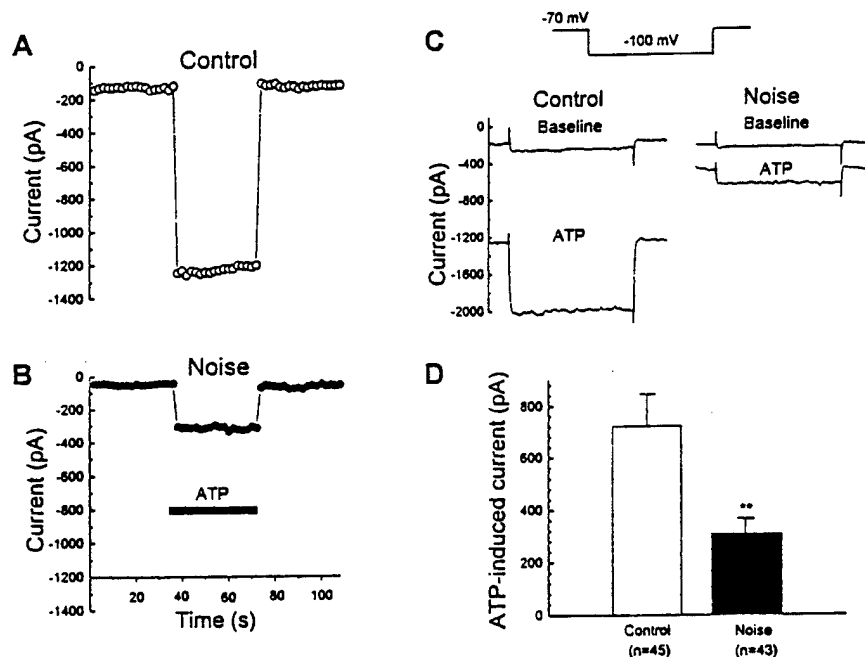 A
Control
0
-200
-400
-600
-800
-1000
-1200
-1400
Current (pA)
B
Noise
0
-200
-400
-600
-800
-1000
-1200
-1400
Current (pA)
ATP
0 20 40 60 80 100
Time (s)
C
-70 mV
-100 mV
Control
Noise
Baseline
Baseline
ATP
ATP
0
-400
-800
-1200
-1600
-2000
Current (pA)
D
800
600
400
200
0
ATP-induced current (pA)
**
Control
(n=45)
Noise
(n=43)